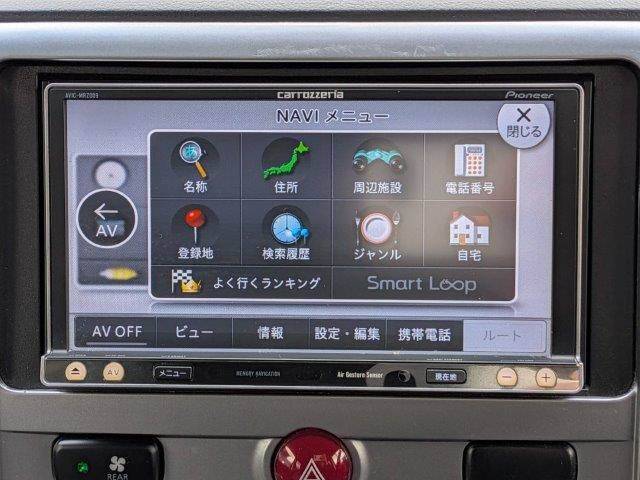 AVIC-MRZ009
carrozzeria
Pioneer
NAVI メニュー
×
閉じる
名称
住所
周辺施設
電話番号
← AV
登録地
検索履歴
ジャンル
自宅
よく行くランキング
Smart Loop
AV OFF
ビュー
情報
設定・編集
携帯電話
ルート
AV
メニュー
MEMORY NAVIGATION
Air Gesture Sensor
現在地
−
+
REAR